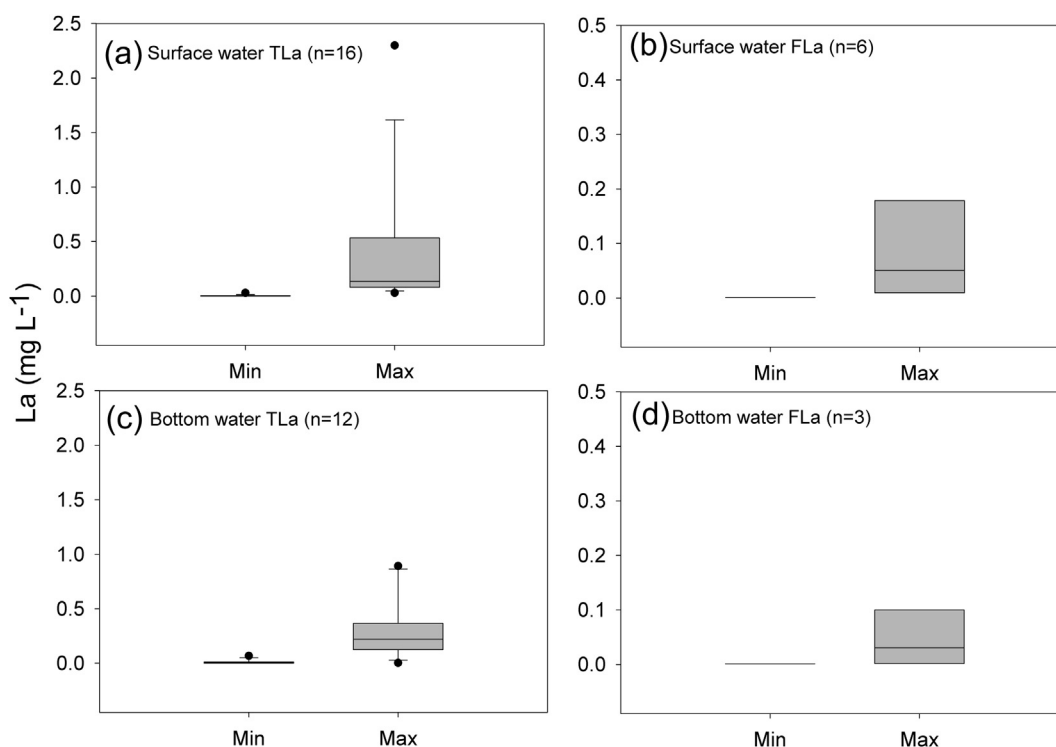 La (mg L⁻¹)
(a) Surface water TLa (n=16)
2.5
2.0
1.5
1.0
0.5
0.0
Min Max
(b) Surface water FLa (n=6)
0.5
0.4
0.3
0.2
0.1
0.0
Min Max
(c) Bottom water TLa (n=12)
2.5
2.0
1.5
1.0
0.5
0.0
Min Max
(d) Bottom water FLa (n=3)
0.5
0.4
0.3
0.2
0.1
0.0
Min Max